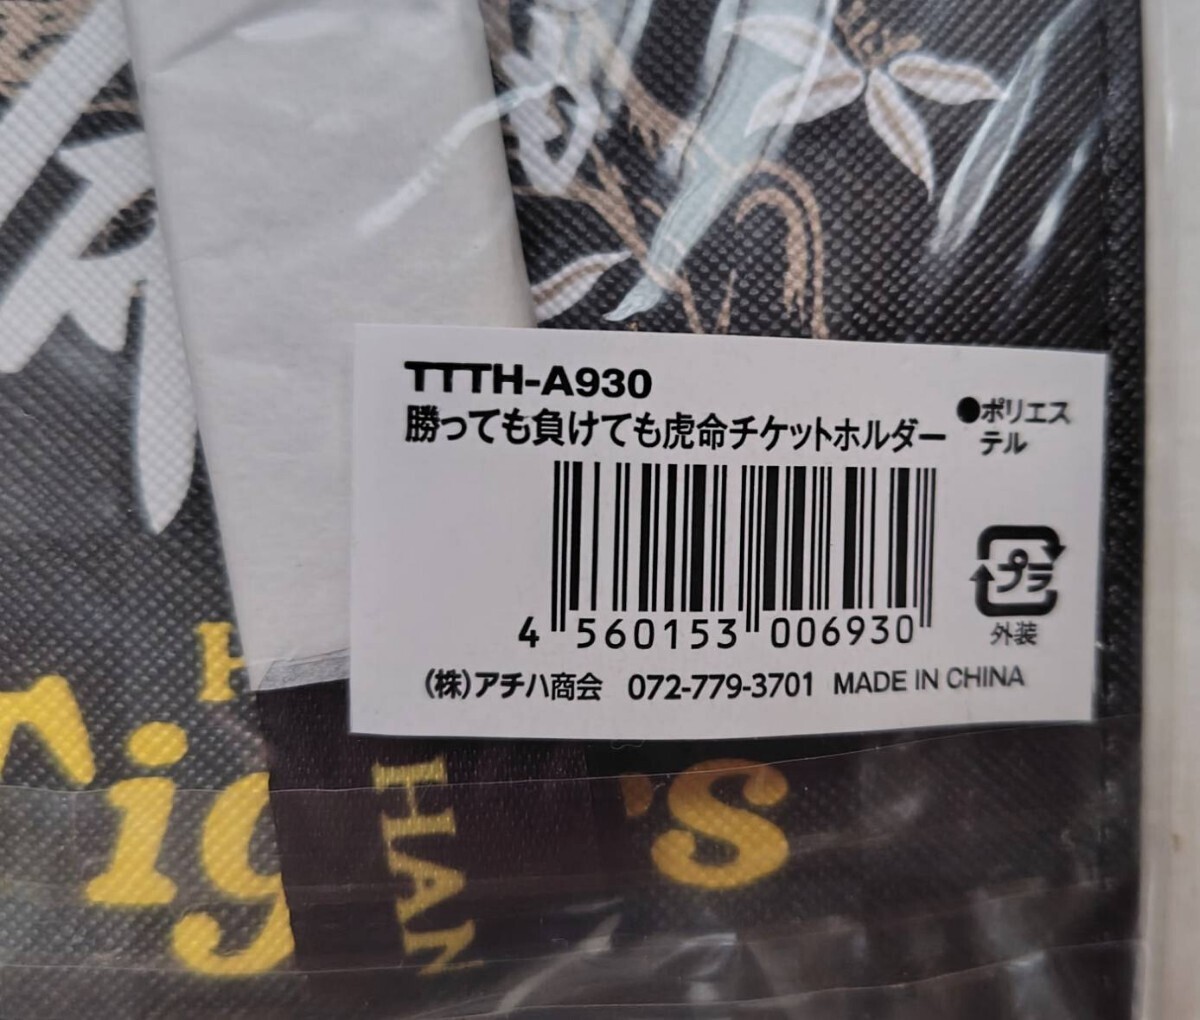 TTTH-A930
勝っても負けても虎命チケットホルダー
●ポリエス
テル
4 560153 006930
プラ
外装
(株)アチハ商会 072-779-3701 MADE IN CHINA
H
ig
's
HAN